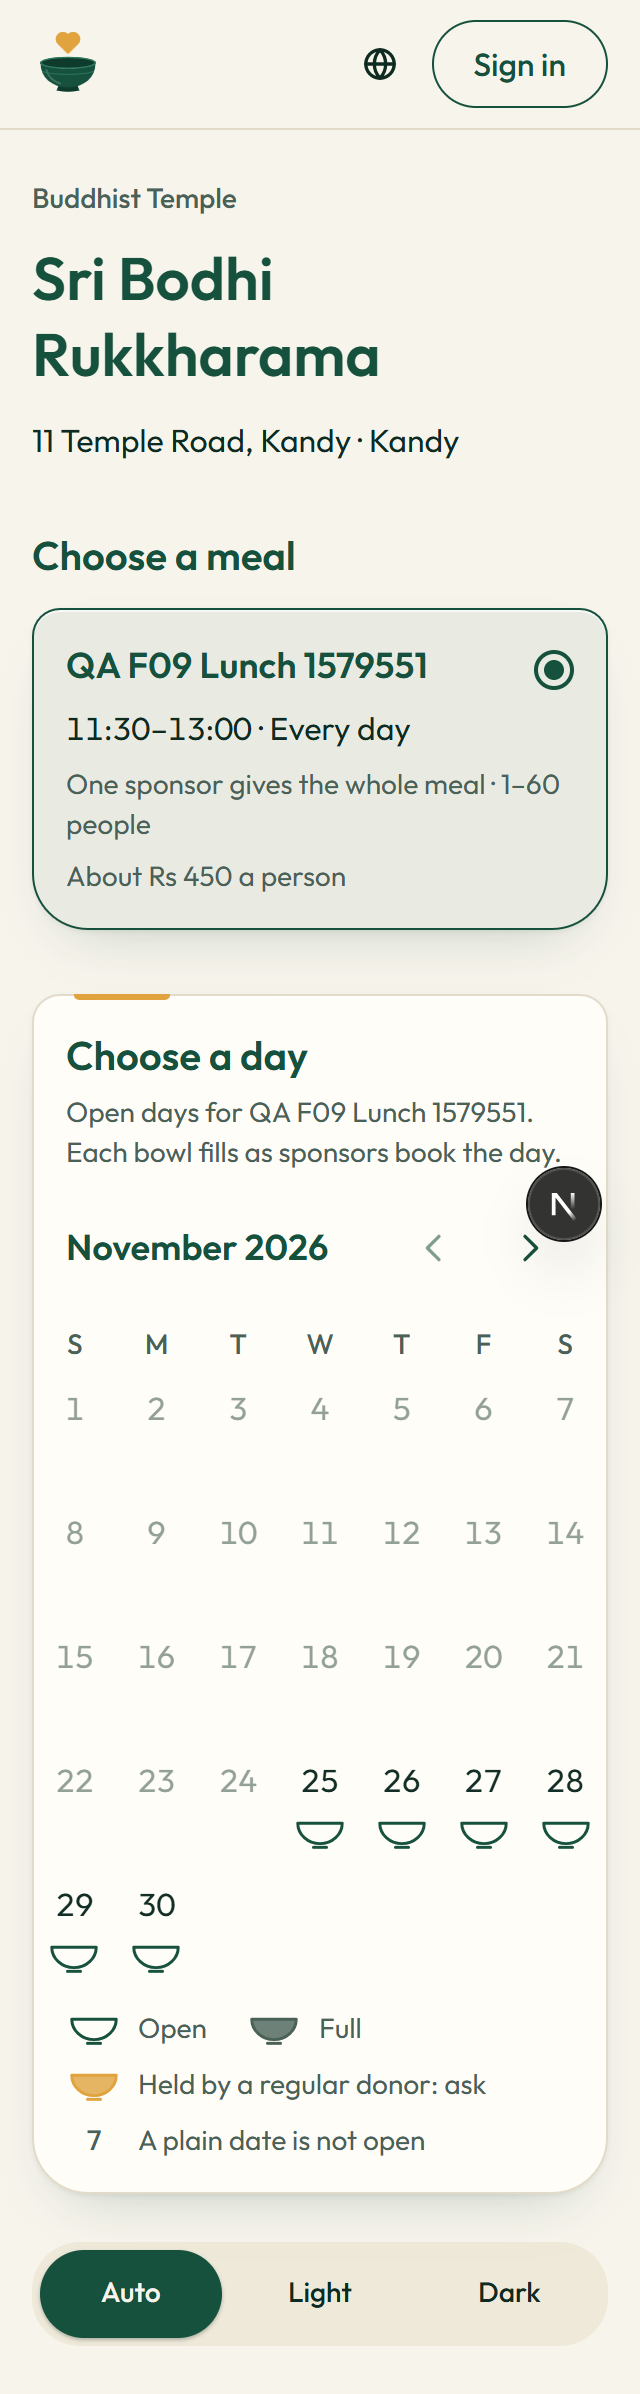 Sign in
Buddhist Temple
Sri Bodhi
Rukkharama
11 Temple Road, Kandy · Kandy
Choose a meal
QA F09 Lunch 1579551
11:30–13:00 · Every day
One sponsor gives the whole meal · 1–60
people
About Rs 450 a person
Choose a day
Open days for QA F09 Lunch 1579551.
Each bowl fills as sponsors book the day.
N
November 2026
S M T W T F S
1 2 3 4 5 6 7
8 9 10 11 12 13 14
15 16 17 18 19 20 21
22 23 24 25 26 27 28
29 30
Open Full
Held by a regular donor: ask
7 A plain date is not open
Auto Light Dark